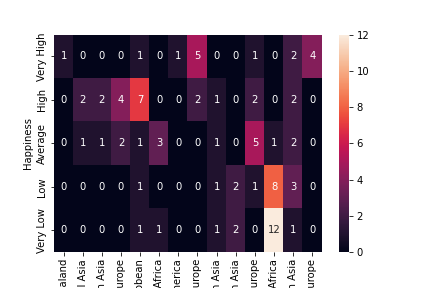 Happiness
Very High 1 0 0 0 1 0 1 5 0 0 1 0 2 4
High 0 2 2 4 7 0 0 2 1 0 2 0 2 0
Average 0 1 1 2 1 3 0 0 1 0 5 1 2 0
Low 0 0 0 0 1 0 0 0 1 2 1 8 3 0
Very Low 0 0 0 0 1 1 0 0 1 2 0 12 1 0
aland
l Asia
n Asia
urope
bbean
Africa
erica
urope
n Asia
n Asia
urope
Africa
n Asia
urope
12
10
8
6
4
2
0